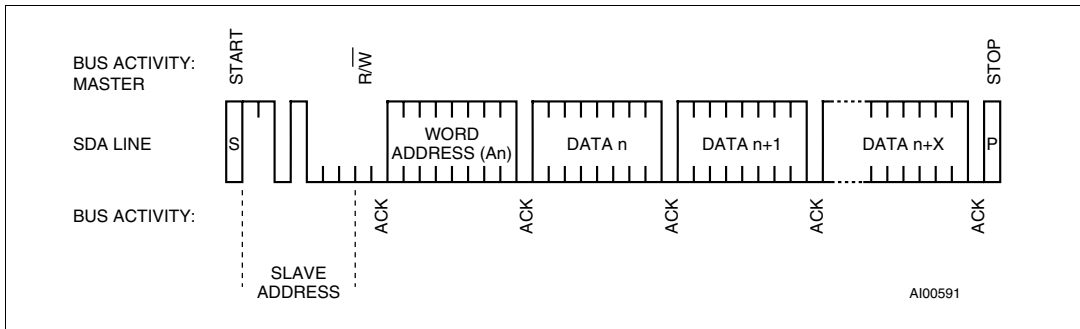 BUS ACTIVITY:
MASTER
START
R/W
STOP
SDA LINE
S
WORD
ADDRESS (An)
DATA n
DATA n+1
DATA n+X
P
BUS ACTIVITY:
ACK
ACK
ACK
ACK
ACK
SLAVE
ADDRESS
AI00591